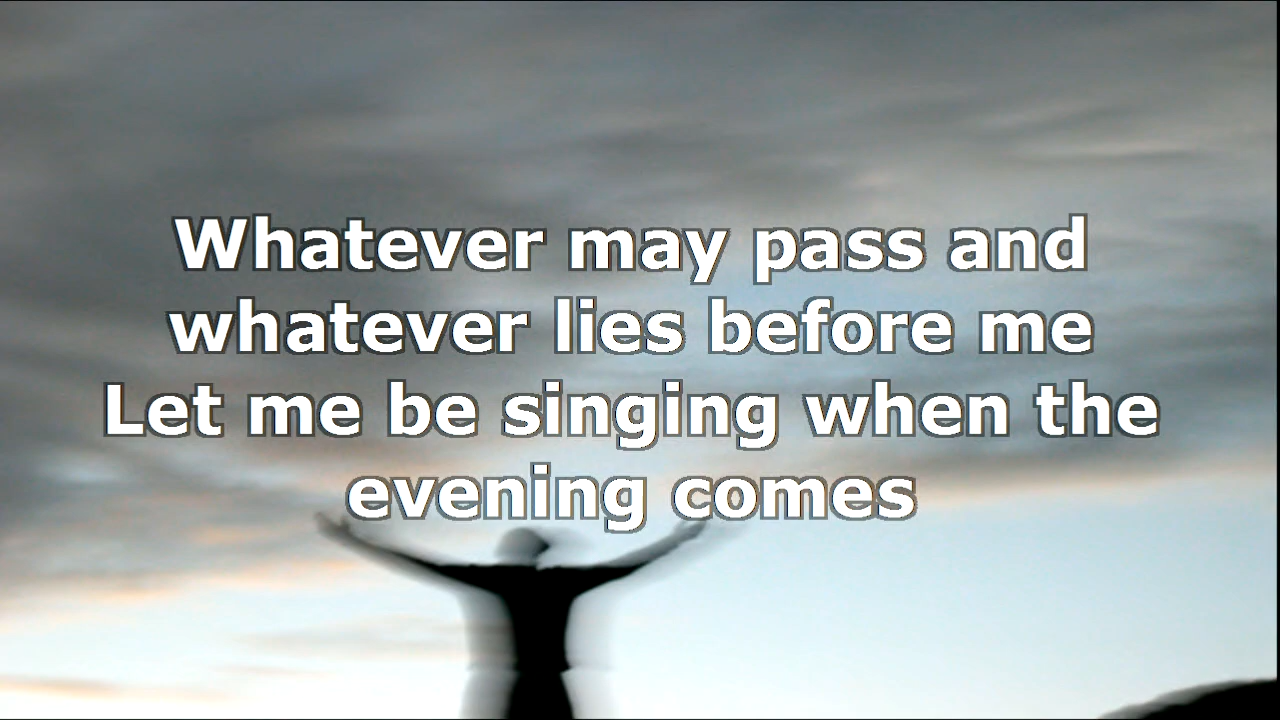 Whatever may pass and
whatever lies before me
Let me be singing when the
evening comes